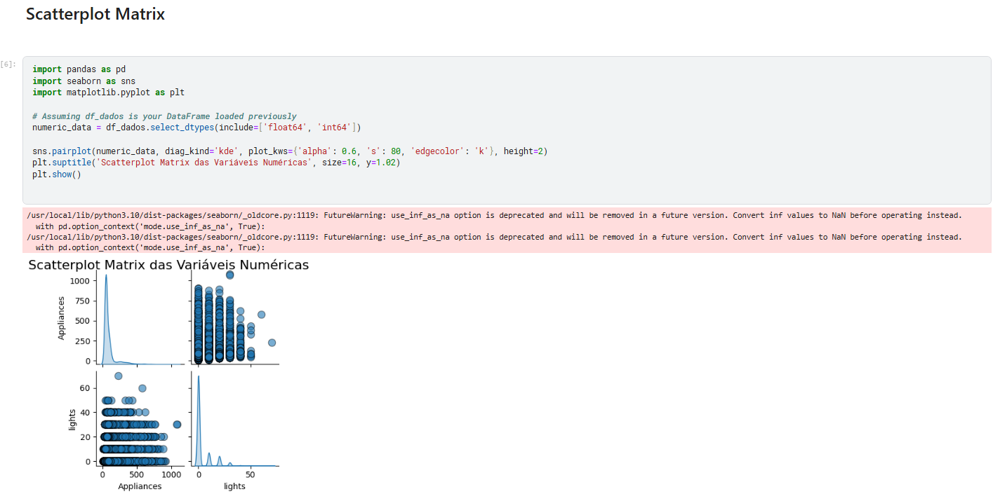 Scatterplot Matrix
[6]:
import pandas as pd
import seaborn as sns
import matplotlib.pyplot as plt
# Assuming df_dados is your DataFrame loaded previously
numeric_data = df_dados.select_dtypes(include=['float64', 'int64'])
sns.pairplot(numeric_data, diag_kind='kde', plot_kws={'alpha': 0.6, 's': 80, 'edgecolor': 'k'}, height=2)
plt.suptitle('Scatterplot Matrix das Variáveis Numéricas', size=16, y=1.02)
plt.show()
/usr/local/lib/python3.10/dist-packages/seaborn/_oldcore.py:1119: FutureWarning: use_inf_as_na option is deprecated and will be removed in a future version. Convert inf values to NaN before operating instead.
with pd.option_context('mode.use_inf_as_na', True):
/usr/local/lib/python3.10/dist-packages/seaborn/_oldcore.py:1119: FutureWarning: use_inf_as_na option is deprecated and will be removed in a future version. Convert inf values to NaN before operating instead.
with pd.option_context('mode.use_inf_as_na', True):
Scatterplot Matrix das Variáveis Numéricas
1000
750
500
250
0
Appliances
60
40
20
0
lights
0 500 1000 0 50
Appliances lights